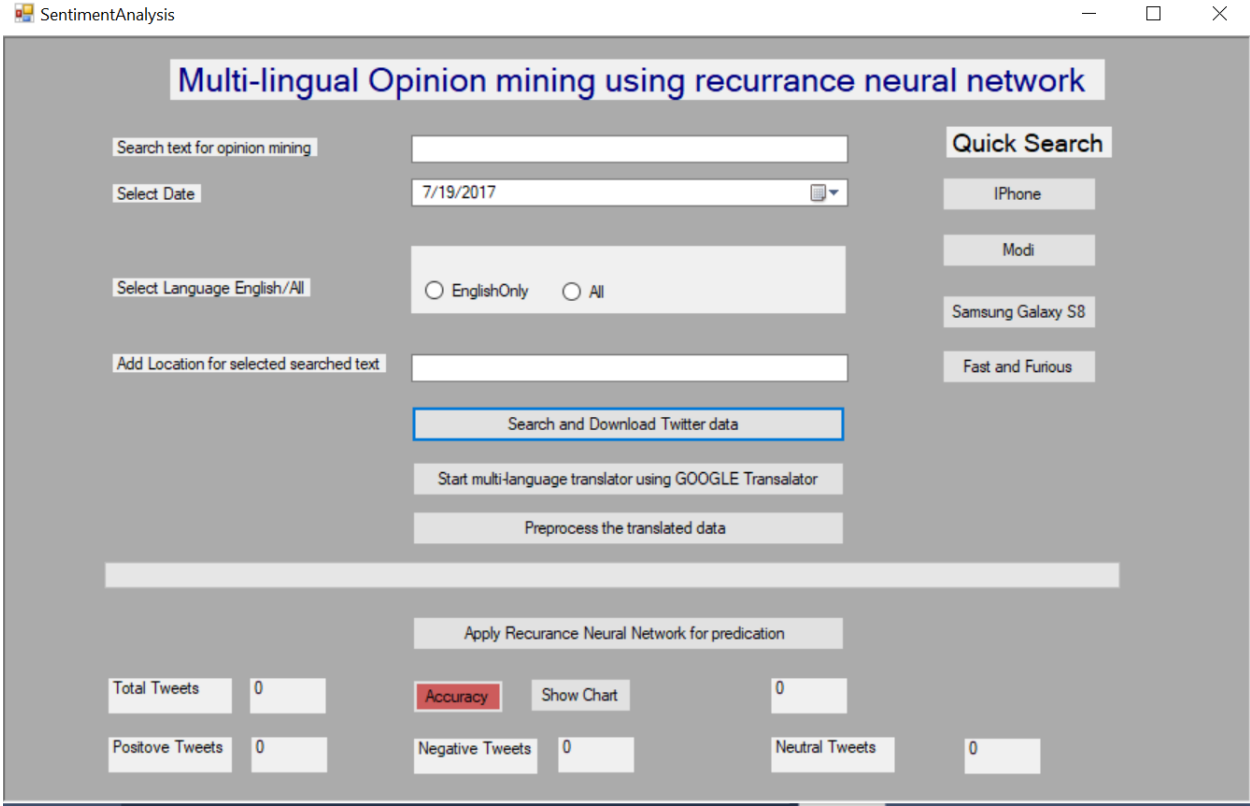 SentimentAnalysis
Multi-lingual Opinion mining using recurrance neural network
Search text for opinion mining
Quick Search
Select Date
7/19/2017
IPhone
Modi
Select Language English/All
EnglishOnly
All
Samsung Galaxy S8
Add Location for selected searched text
Fast and Furious
Search and Download Twitter data
Start multi-language translator using GOOGLE Transalator
Preprocess the translated data
Apply Recurance Neural Network for predication
Total Tweets
0
Accuracy
Show Chart
0
Positove Tweets
0
Negative Tweets
0
Neutral Tweets
0